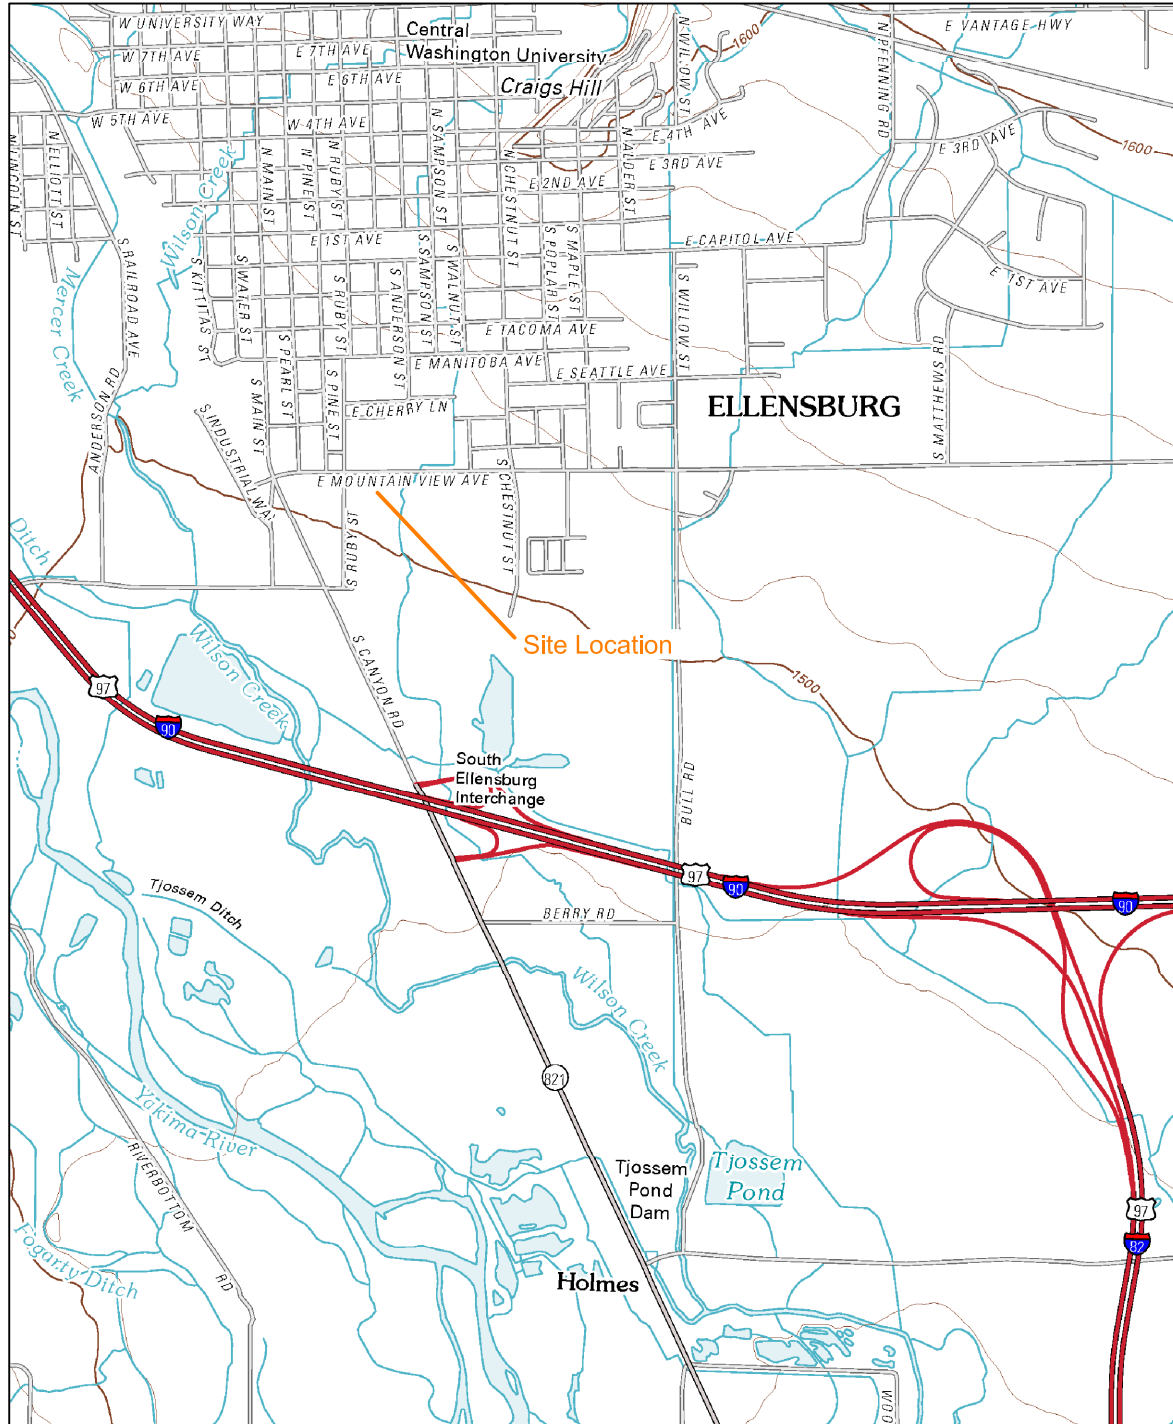 W UNIVERSITY WAY
Central
Washington University
E VANTAGE HWY
W 7TH AVE
E 7TH AVE
W 6TH AVE
E 6TH AVE
Craigs Hill
1600
N WILLOW ST
N PFENNING RD
W 5TH AVE
W 4TH AVE
E 4TH AVE
E 3RD AVE
E 3RD AVE
1600
E 2ND AVE
N LINCOLN ST
N ELLIOTT ST
N MAIN ST
N PINE ST
N RUBY ST
N SAMPSON ST
N CHESTNUT ST
N ALDER ST
Wilson Creek
E 1ST AVE
E CAPITOL AVE
E 1ST AVE
S RAILROAD AVE
Mercer Creek
S KITTITAS ST
S WATER ST
S RUBY ST
S ANDERSON ST
S SAMPSON ST
S WALNUT ST
S POPLAR ST
S MAPLE ST
S WILLOW ST
E TACOMA AVE
E MANITOBA AVE
E SEATTLE AVE
S PEARL ST
S MAIN ST
S PINE ST
E CHERRY LN
ANDERSON RD
S INDUSTRIAL WAY
ELLENSBURG
S MATTHEWS RD
E MOUNTAIN VIEW AVE
S CHESTNUT ST
S RUBY ST
Ditch
Site Location
Wilson Creek
S CANYON RD
97
90
1500
South
Ellensburg
Interchange
BULL RD
97
90
90
Tjossem Ditch
BERRY RD
Wilson Creek
821
Yakima River
RIVERBOTTOM
RD
Tjossem
Pond
Dam
Tjossem
Pond
97
82
Fogarty Ditch
Holmes
WOO